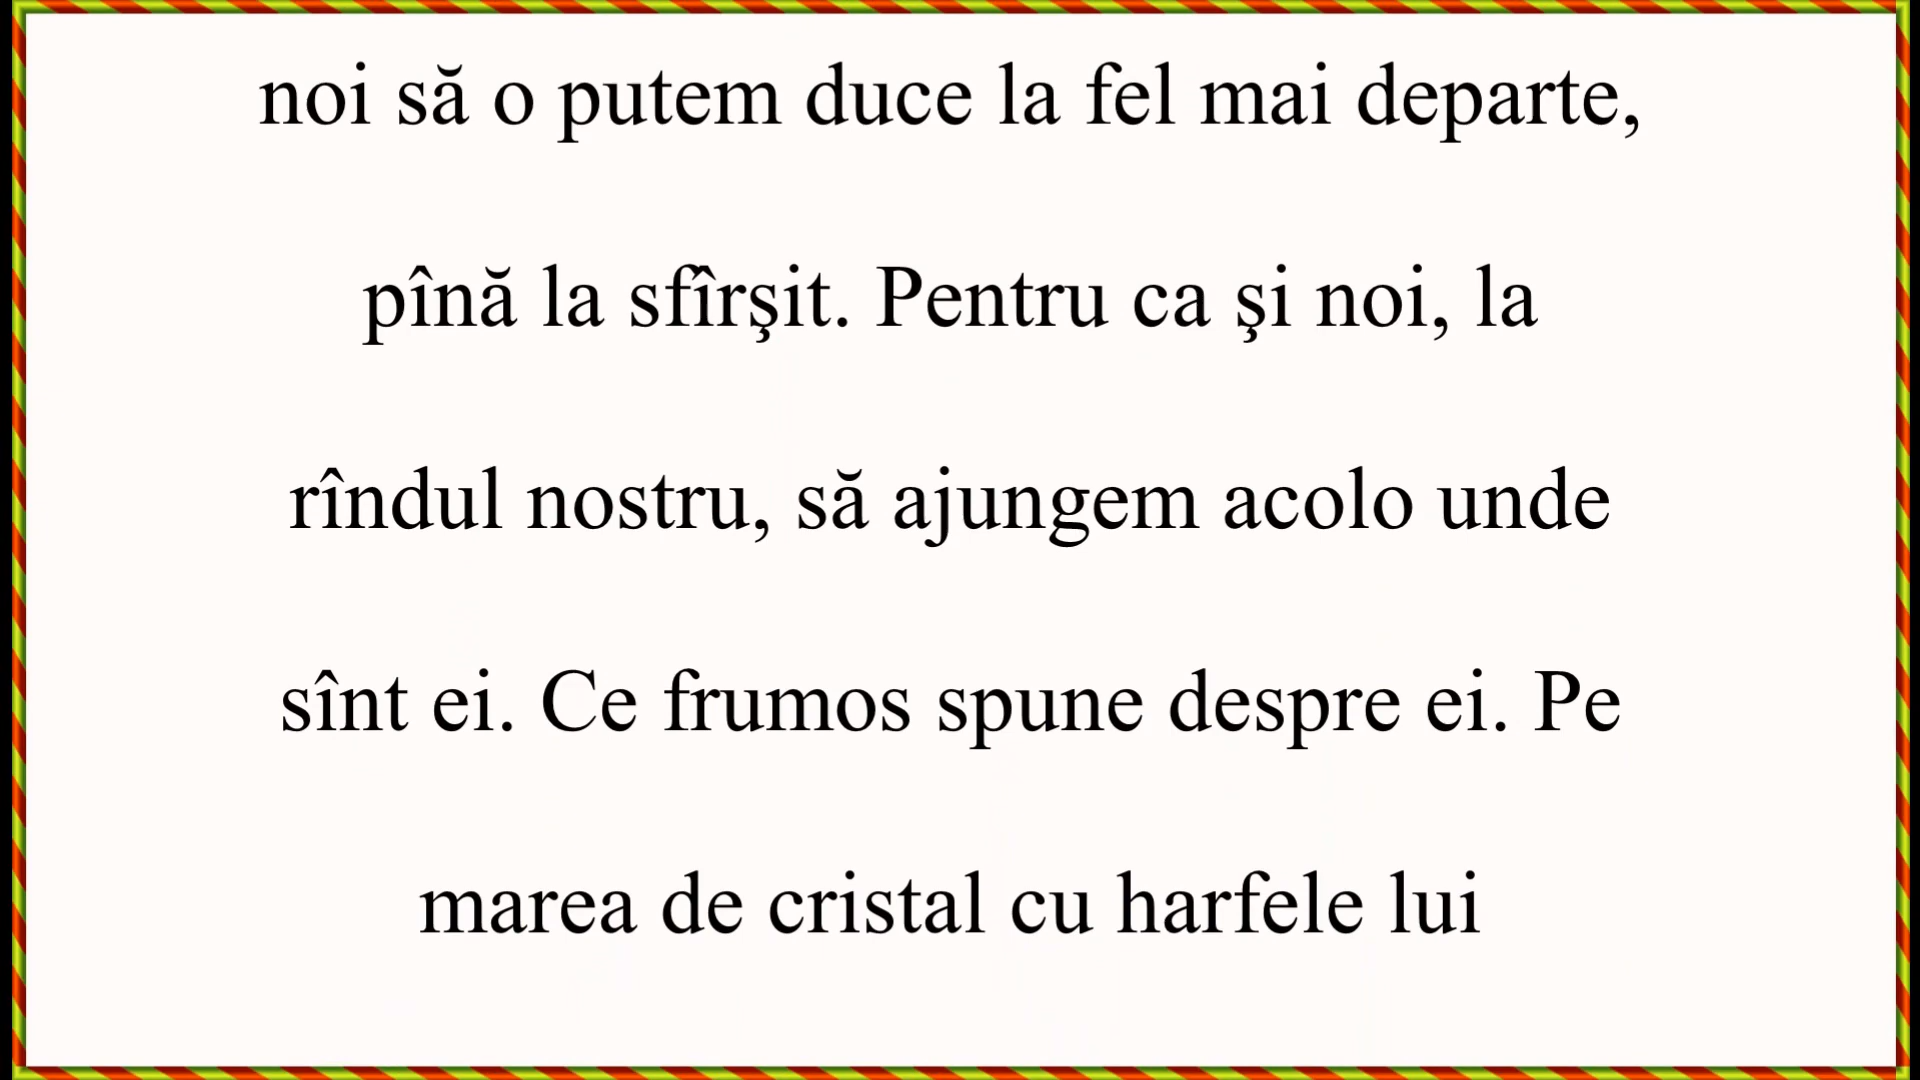 noi să o putem duce la fel mai departe,
pînă la sfîrşit. Pentru ca şi noi, la
rîndul nostru, să ajungem acolo unde
sînt ei. Ce frumos spune despre ei. Pe
marea de cristal cu harfele lui